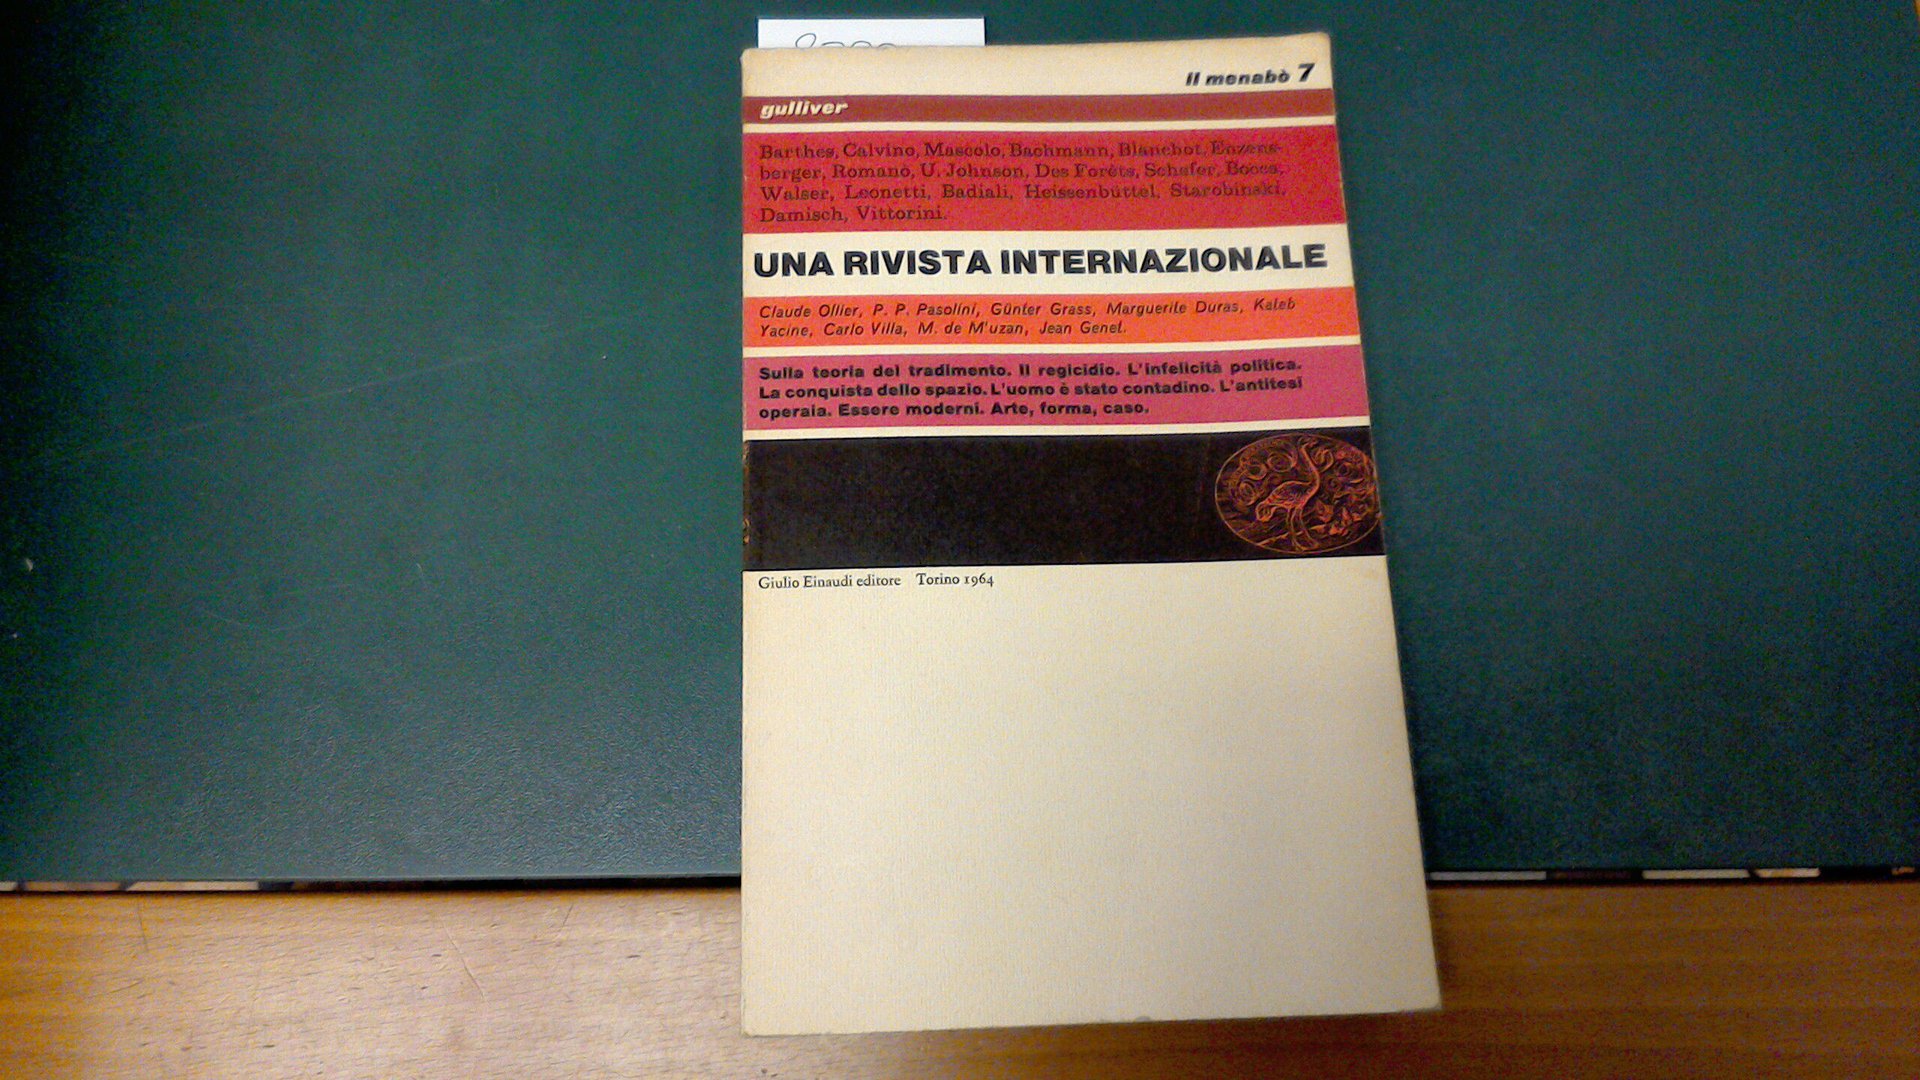 Il menabò 7
gulliver
Barthes, Calvino, Mascolo, Bachmann, Blanchot, Enzens-
berger, Romanò, U. Johnson, Des Forêts, Schafer, Bocca,
Walser, Leonetti, Badiali, Heissenbüttel, Starobinski,
Damisch, Vittorini.
UNA RIVISTA INTERNAZIONALE
Claude Ollier, P. P. Pasolini, Günter Grass, Marguerite Duras, Kateb
Yacine, Carlo Villa, M. de M'uzan, Jean Genet.
Sulla teoria del tradimento. Il regicidio. L'infelicità politica.
La conquista dello spazio. L'uomo è stato contadino. L'antitesi
operaia. Essere moderni. Arte, forma, caso.
Giulio Einaudi editore Torino 1964